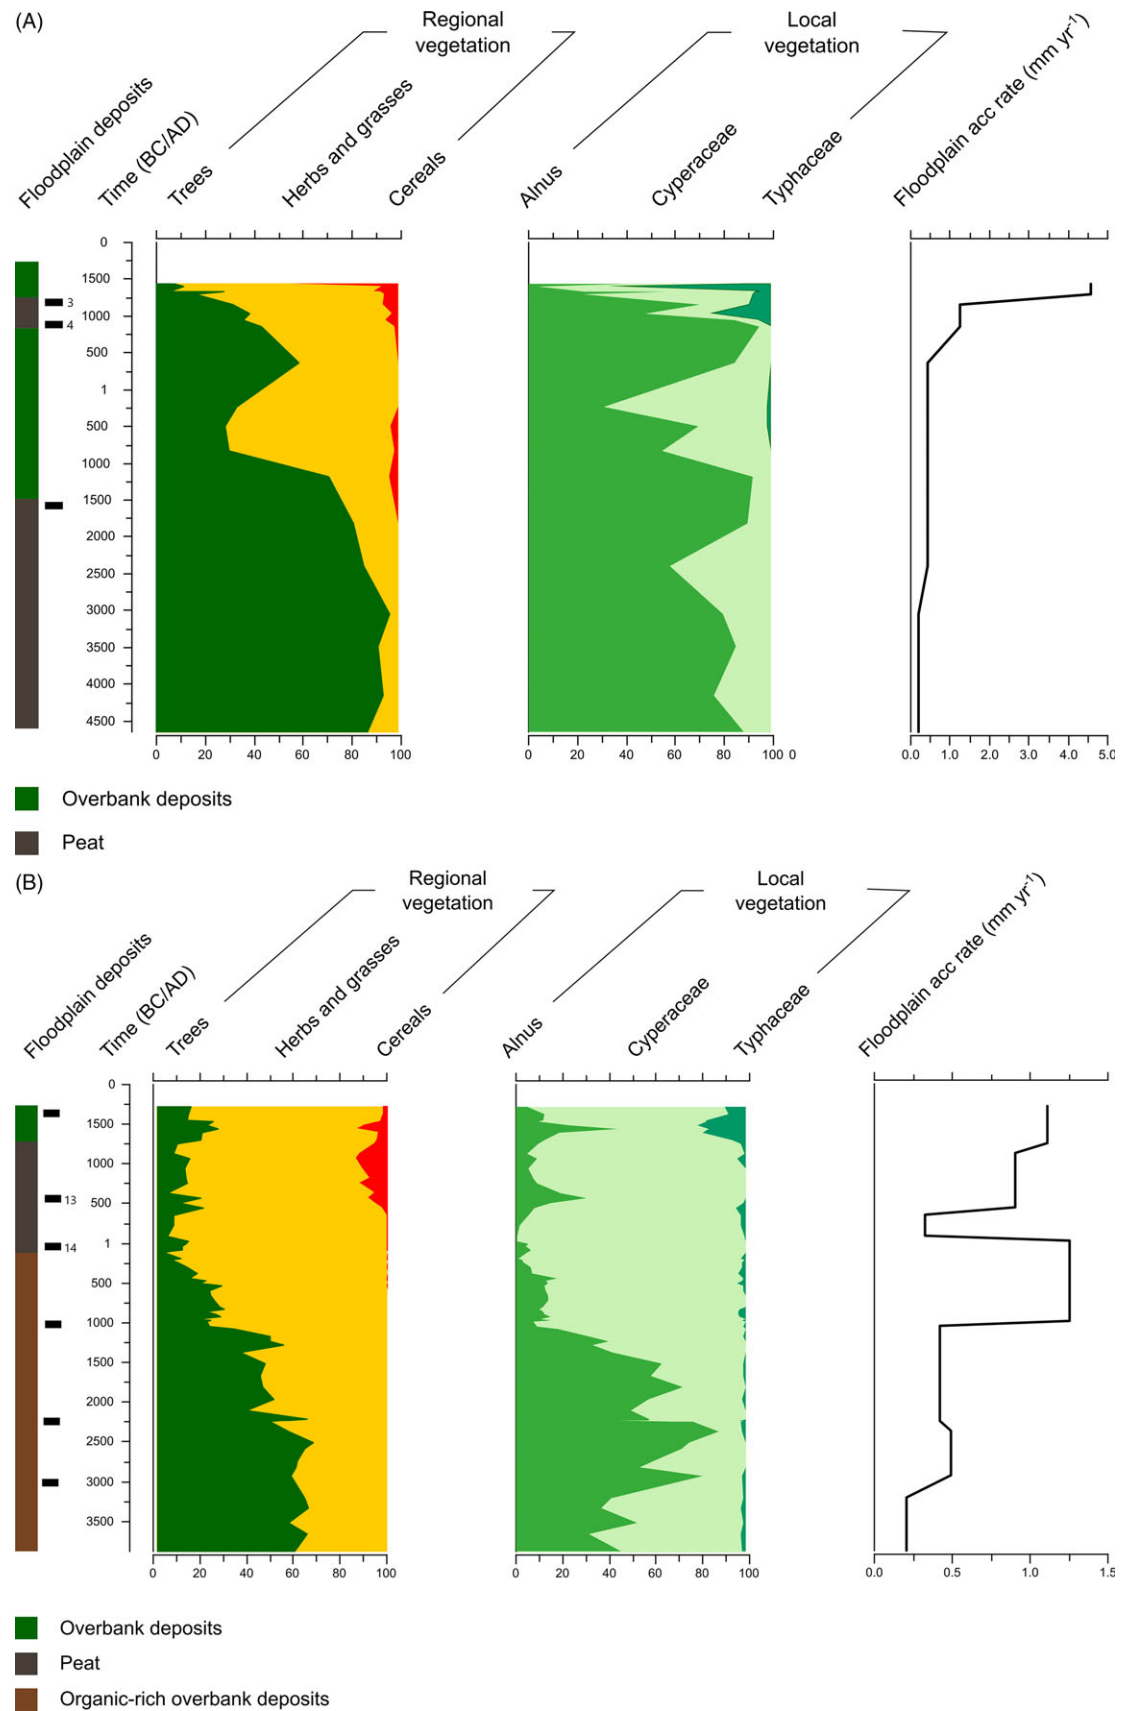 (A)
Regional
vegetation
Local
vegetation
Floodplain deposits
Time (BC/AD)
Trees
Herbs and grasses
Cereals
Alnus
Cyperaceae
Typhaceae
Floodplain acc rate (mm yr-1)
0
1500
3
1000
4
500
1
500
1000
1500
2000
2500
3000
3500
4000
4500
0 20 40 60 80 100
0 20 40 60 80 100 0
0.0 1.0 2.0 3.0 4.0 5.0
Overbank deposits
Peat
(B)
Regional
vegetation
Local
vegetation
Floodplain deposits
Time (BC/AD)
Trees
Herbs and grasses
Cereals
Alnus
Cyperaceae
Typhaceae
Floodplain acc rate (mm yr-1)
0
1500
1000
500
13
1
14
500
1000
1500
2000
2500
3000
3500
0 20 40 60 80 100
0 20 40 60 80 100
0.0 0.5 1.0 1.5
Overbank deposits
Peat
Organic-rich overbank deposits